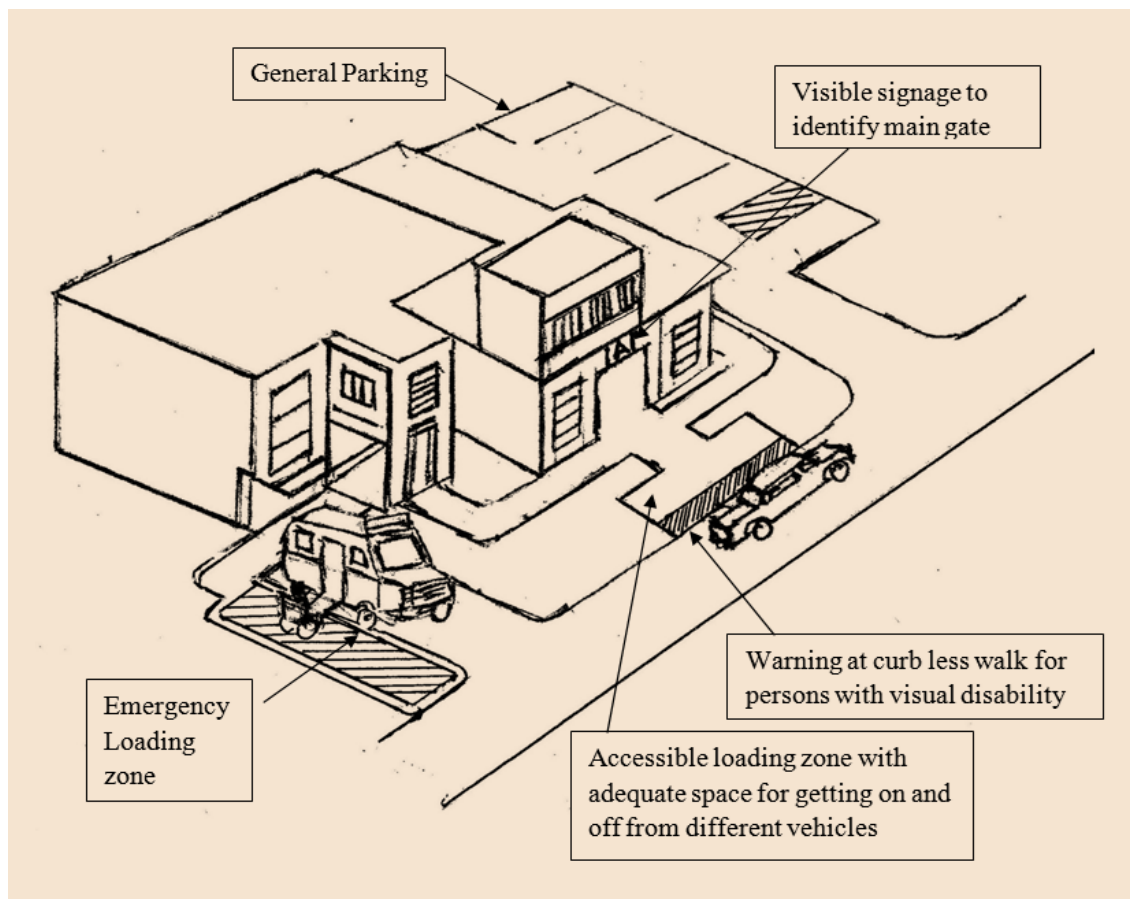 General Parking
Visible signage to
identify main gate
Warning at curb less walk for
persons with visual disability
Emergency
Loading
zone
Accessible loading zone with
adequate space for getting on and
off from different vehicles